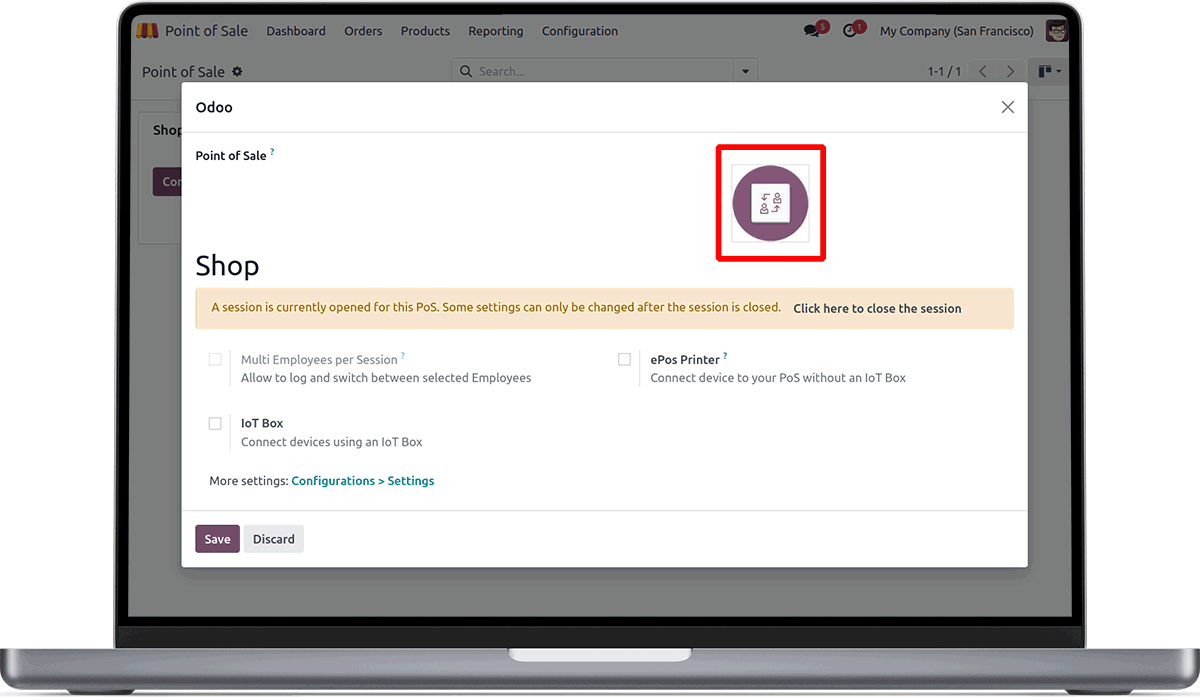 Point of Sale Dashboard Orders Products Reporting Configuration 5 1 My Company (San Francisco)
Point of Sale Search... 1-1 / 1
Odoo
Shop
Point of Sale ?
Con
Shop
A session is currently opened for this PoS. Some settings can only be changed after the session is closed. Click here to close the session
Multi Employees per Session ?
Allow to log and switch between selected Employees
ePos Printer ?
Connect device to your PoS without an IoT Box
IoT Box
Connect devices using an IoT Box
More settings: Configurations > Settings
Save Discard